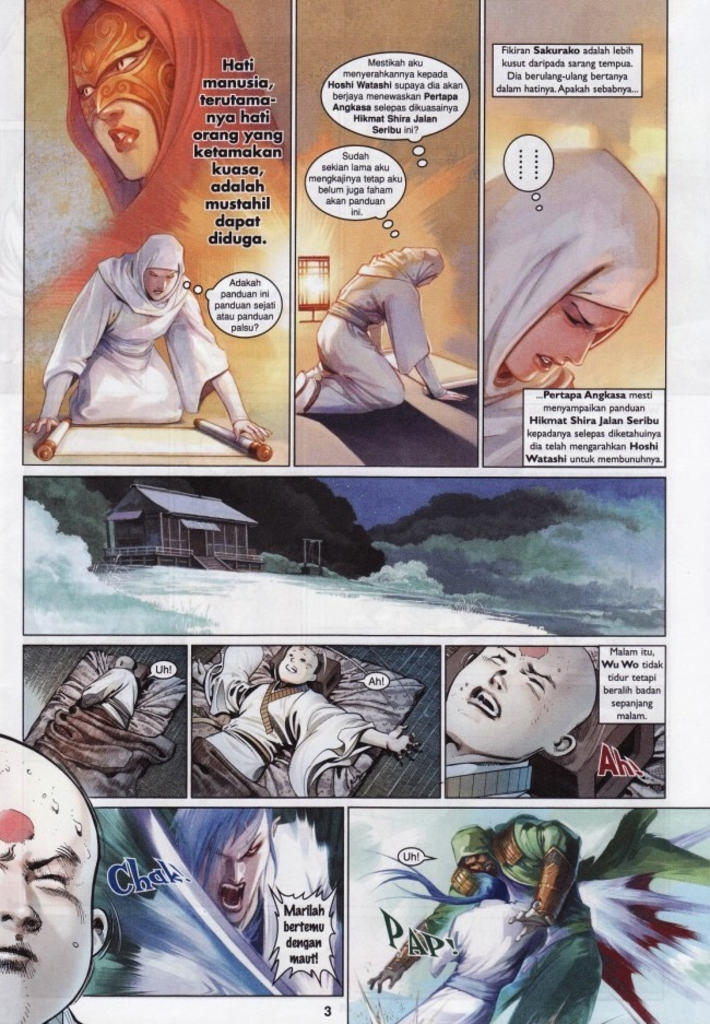 Hati
manusia,
terutama-
nya hati
orang yang
ketamakan
kuasa,
adalah
mustahil
dapat
diduga.
Adakah
panduan ini
panduan sejati
atau panduan
palsu?
Mestikah aku
menyerahkannya kepada
Hoshi Watashi supaya dia akan
berjaya menewaskan Pertapa
Angkasa selepas dikuasainya
Hikmat Shira Jalan
Seribu ini?
Sudah
sekian lama aku
mengkajinya tetap aku
belum juga faham
akan panduan
ini.
Fikiran Sakurako adalah lebih
kusut daripada sarang tempua.
Dia berulang-ulang bertanya
dalam hatinya. Apakah sebabnya...
...Pertapa Angkasa mesti
menyampaikan panduan
Hikmat Shira Jalan Seribu
kepadanya selepas diketahuinya
dia telah mengarahkan Hoshi
Watashi untuk membunuhnya.
Uh!
Ah!
Malam itu,
Wu Wo tidak
tidur tetapi
beralih badan
sepanjang
malam.
Ah!
Chak!
Marilah
bertemu
dengan
maut!
Uh!
PAP!
3